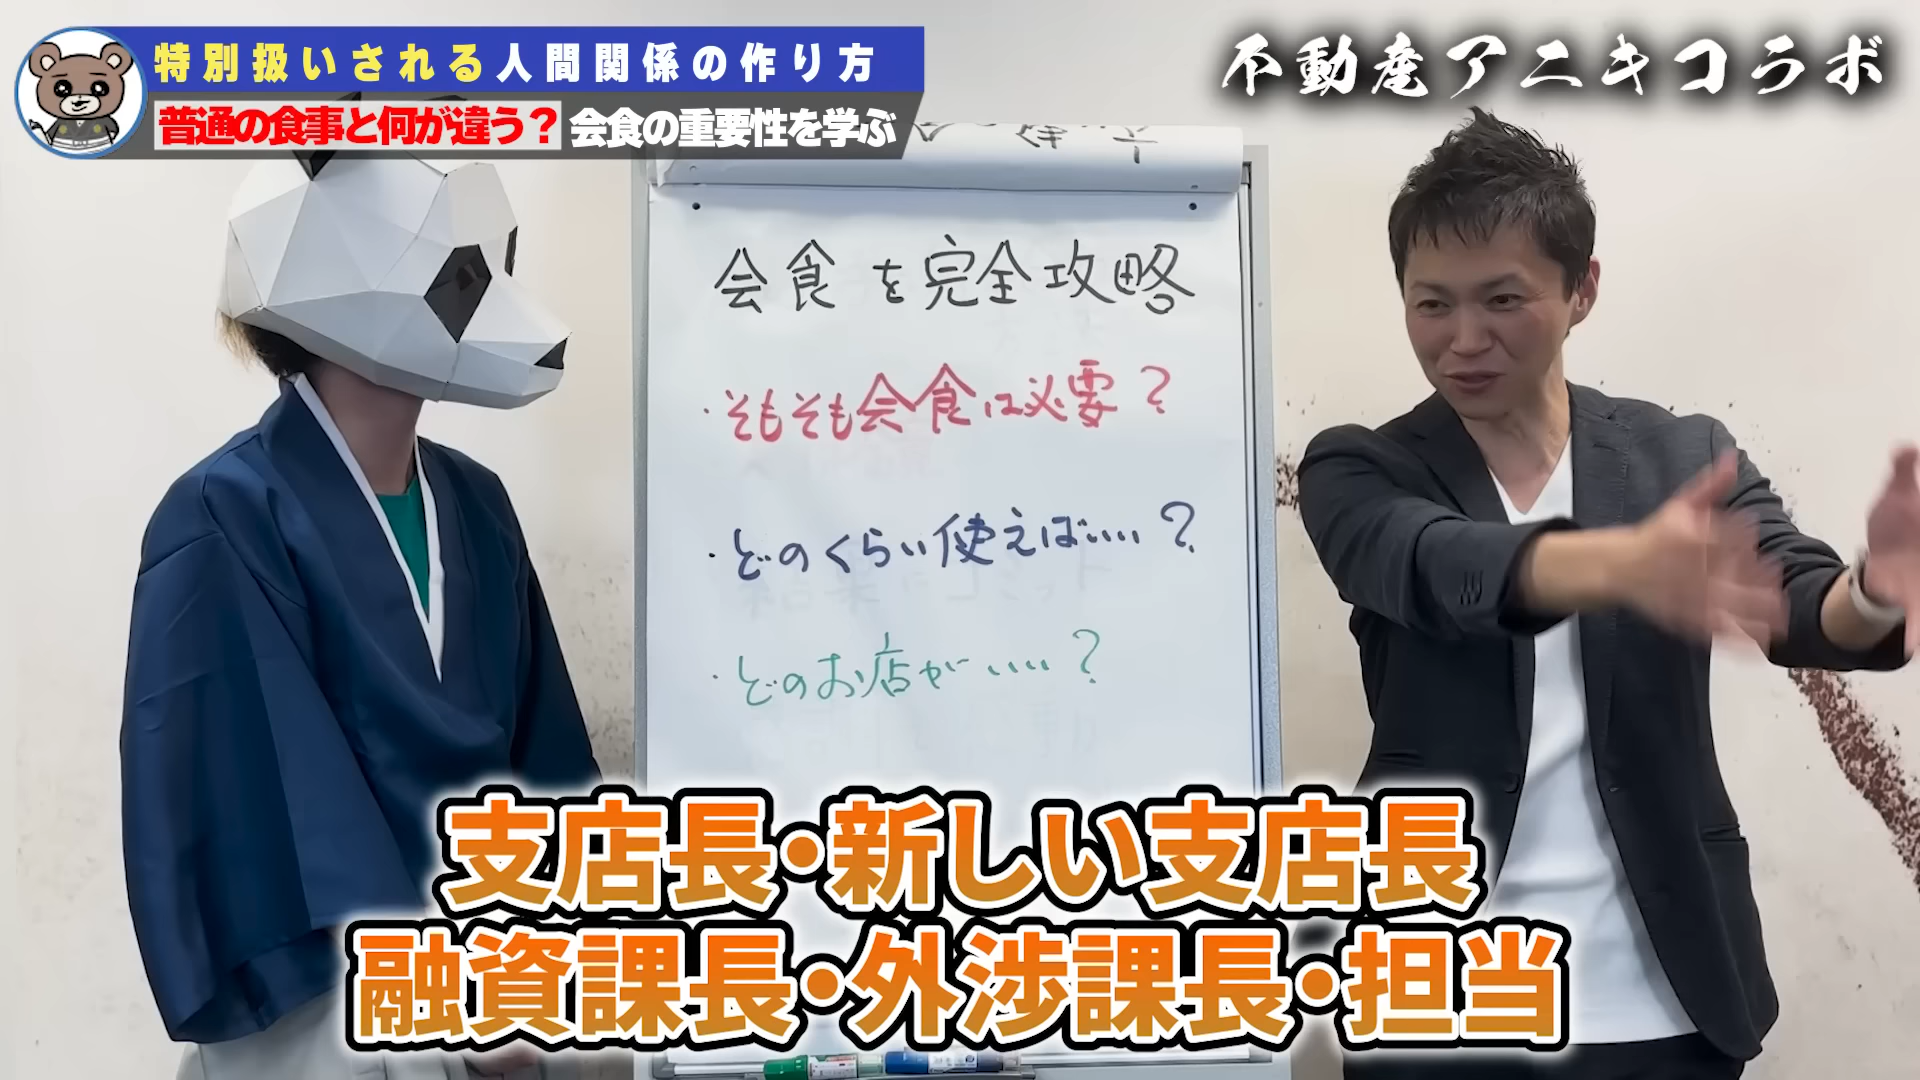 特別扱いされる人間関係の作り方
不動産アニキコラボ
普通の食事と何が違う？ 会食の重要性を学ぶ
会食を完全攻略
・そもそも会食は必要？
・どのくらい使えばいい？
・どのお店がいい？
支店長・新しい支店長
融資課長・外渉課長・担当